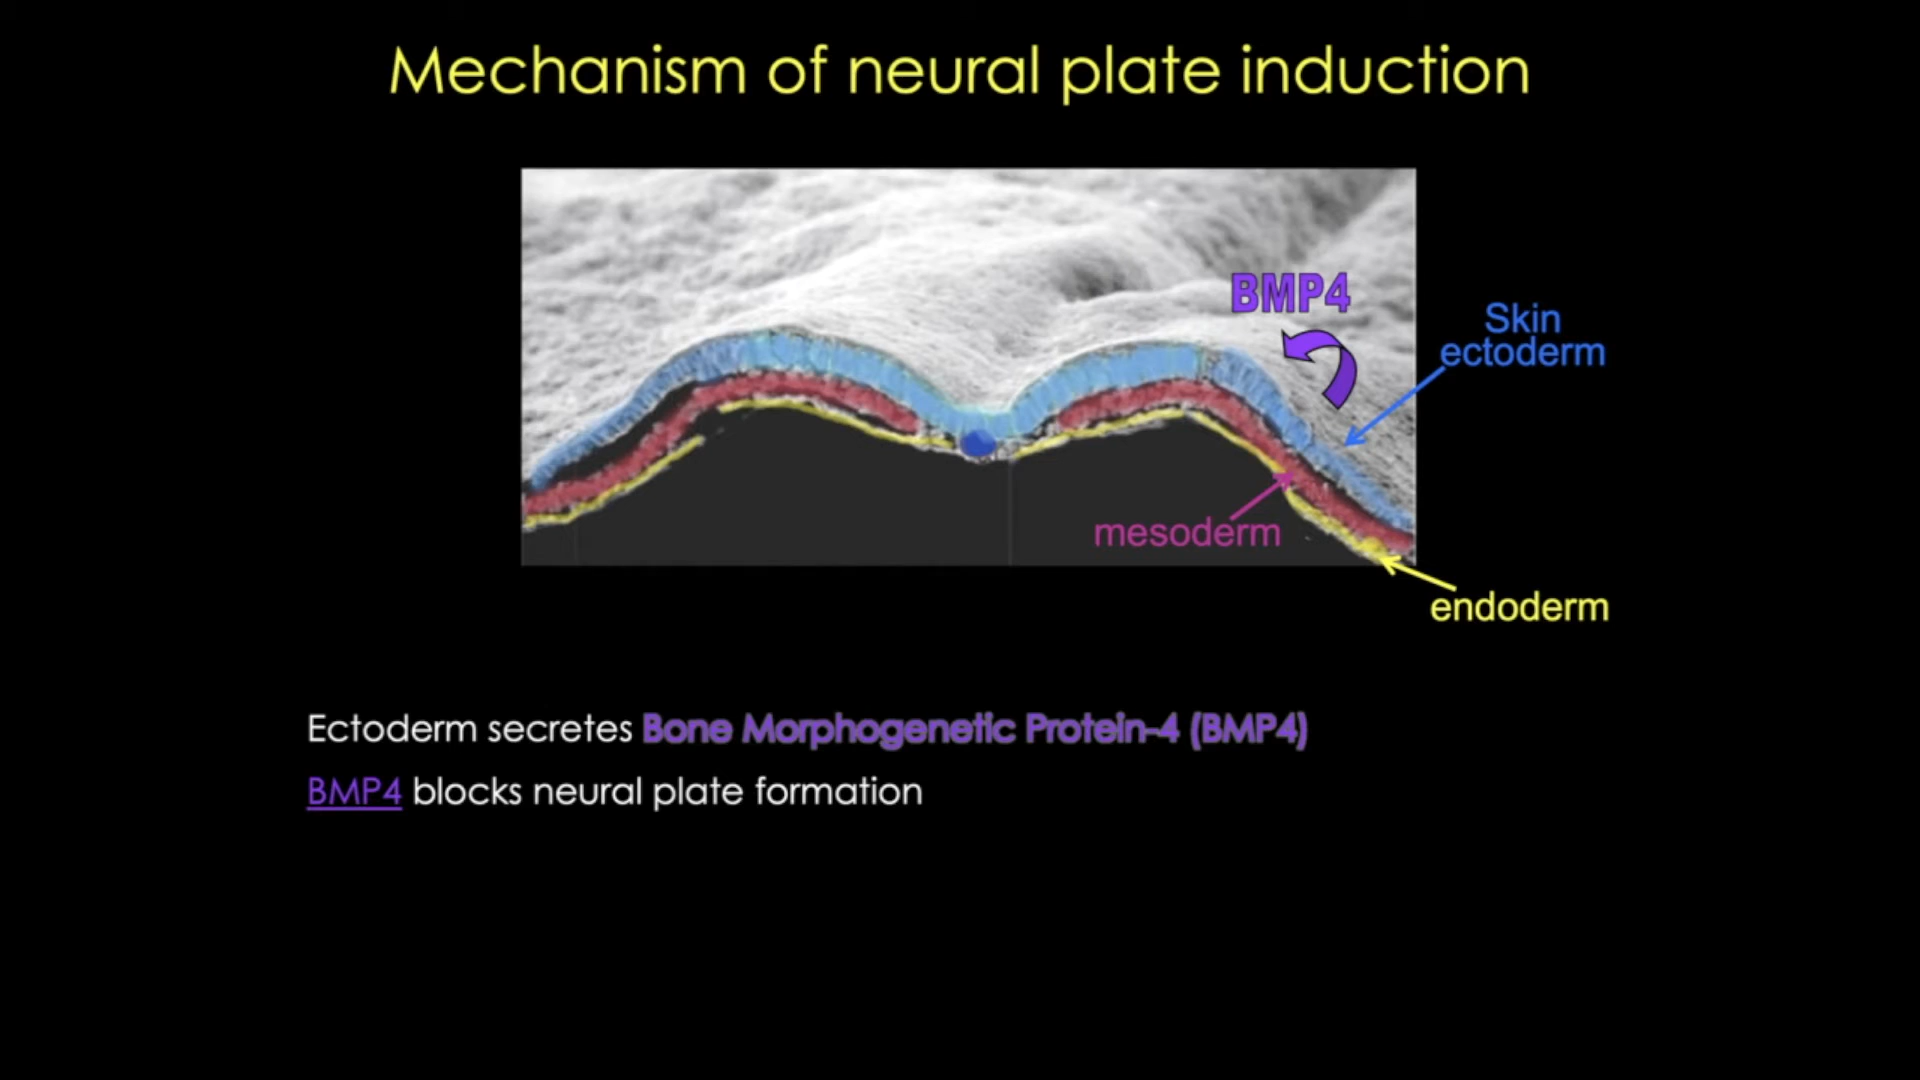 Mechanism of neural plate induction
BMP4
Skin
ectoderm
mesoderm
endoderm
Ectoderm secretes Bone Morphogenetic Protein-4 (BMP4)
BMP4 blocks neural plate formation